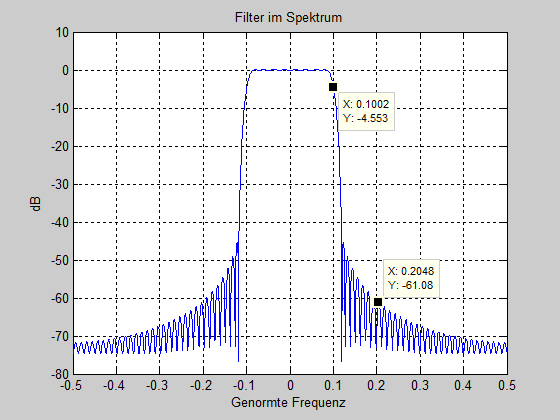 Filter im Spektrum
10
0
-10
-20
-30
-40
-50
-60
-70
-80
dB
X: 0.1002
Y: -4.553
X: 0.2048
Y: -61.08
-0.5 -0.4 -0.3 -0.2 -0.1 0 0.1 0.2 0.3 0.4 0.5
Genormte Frequenz